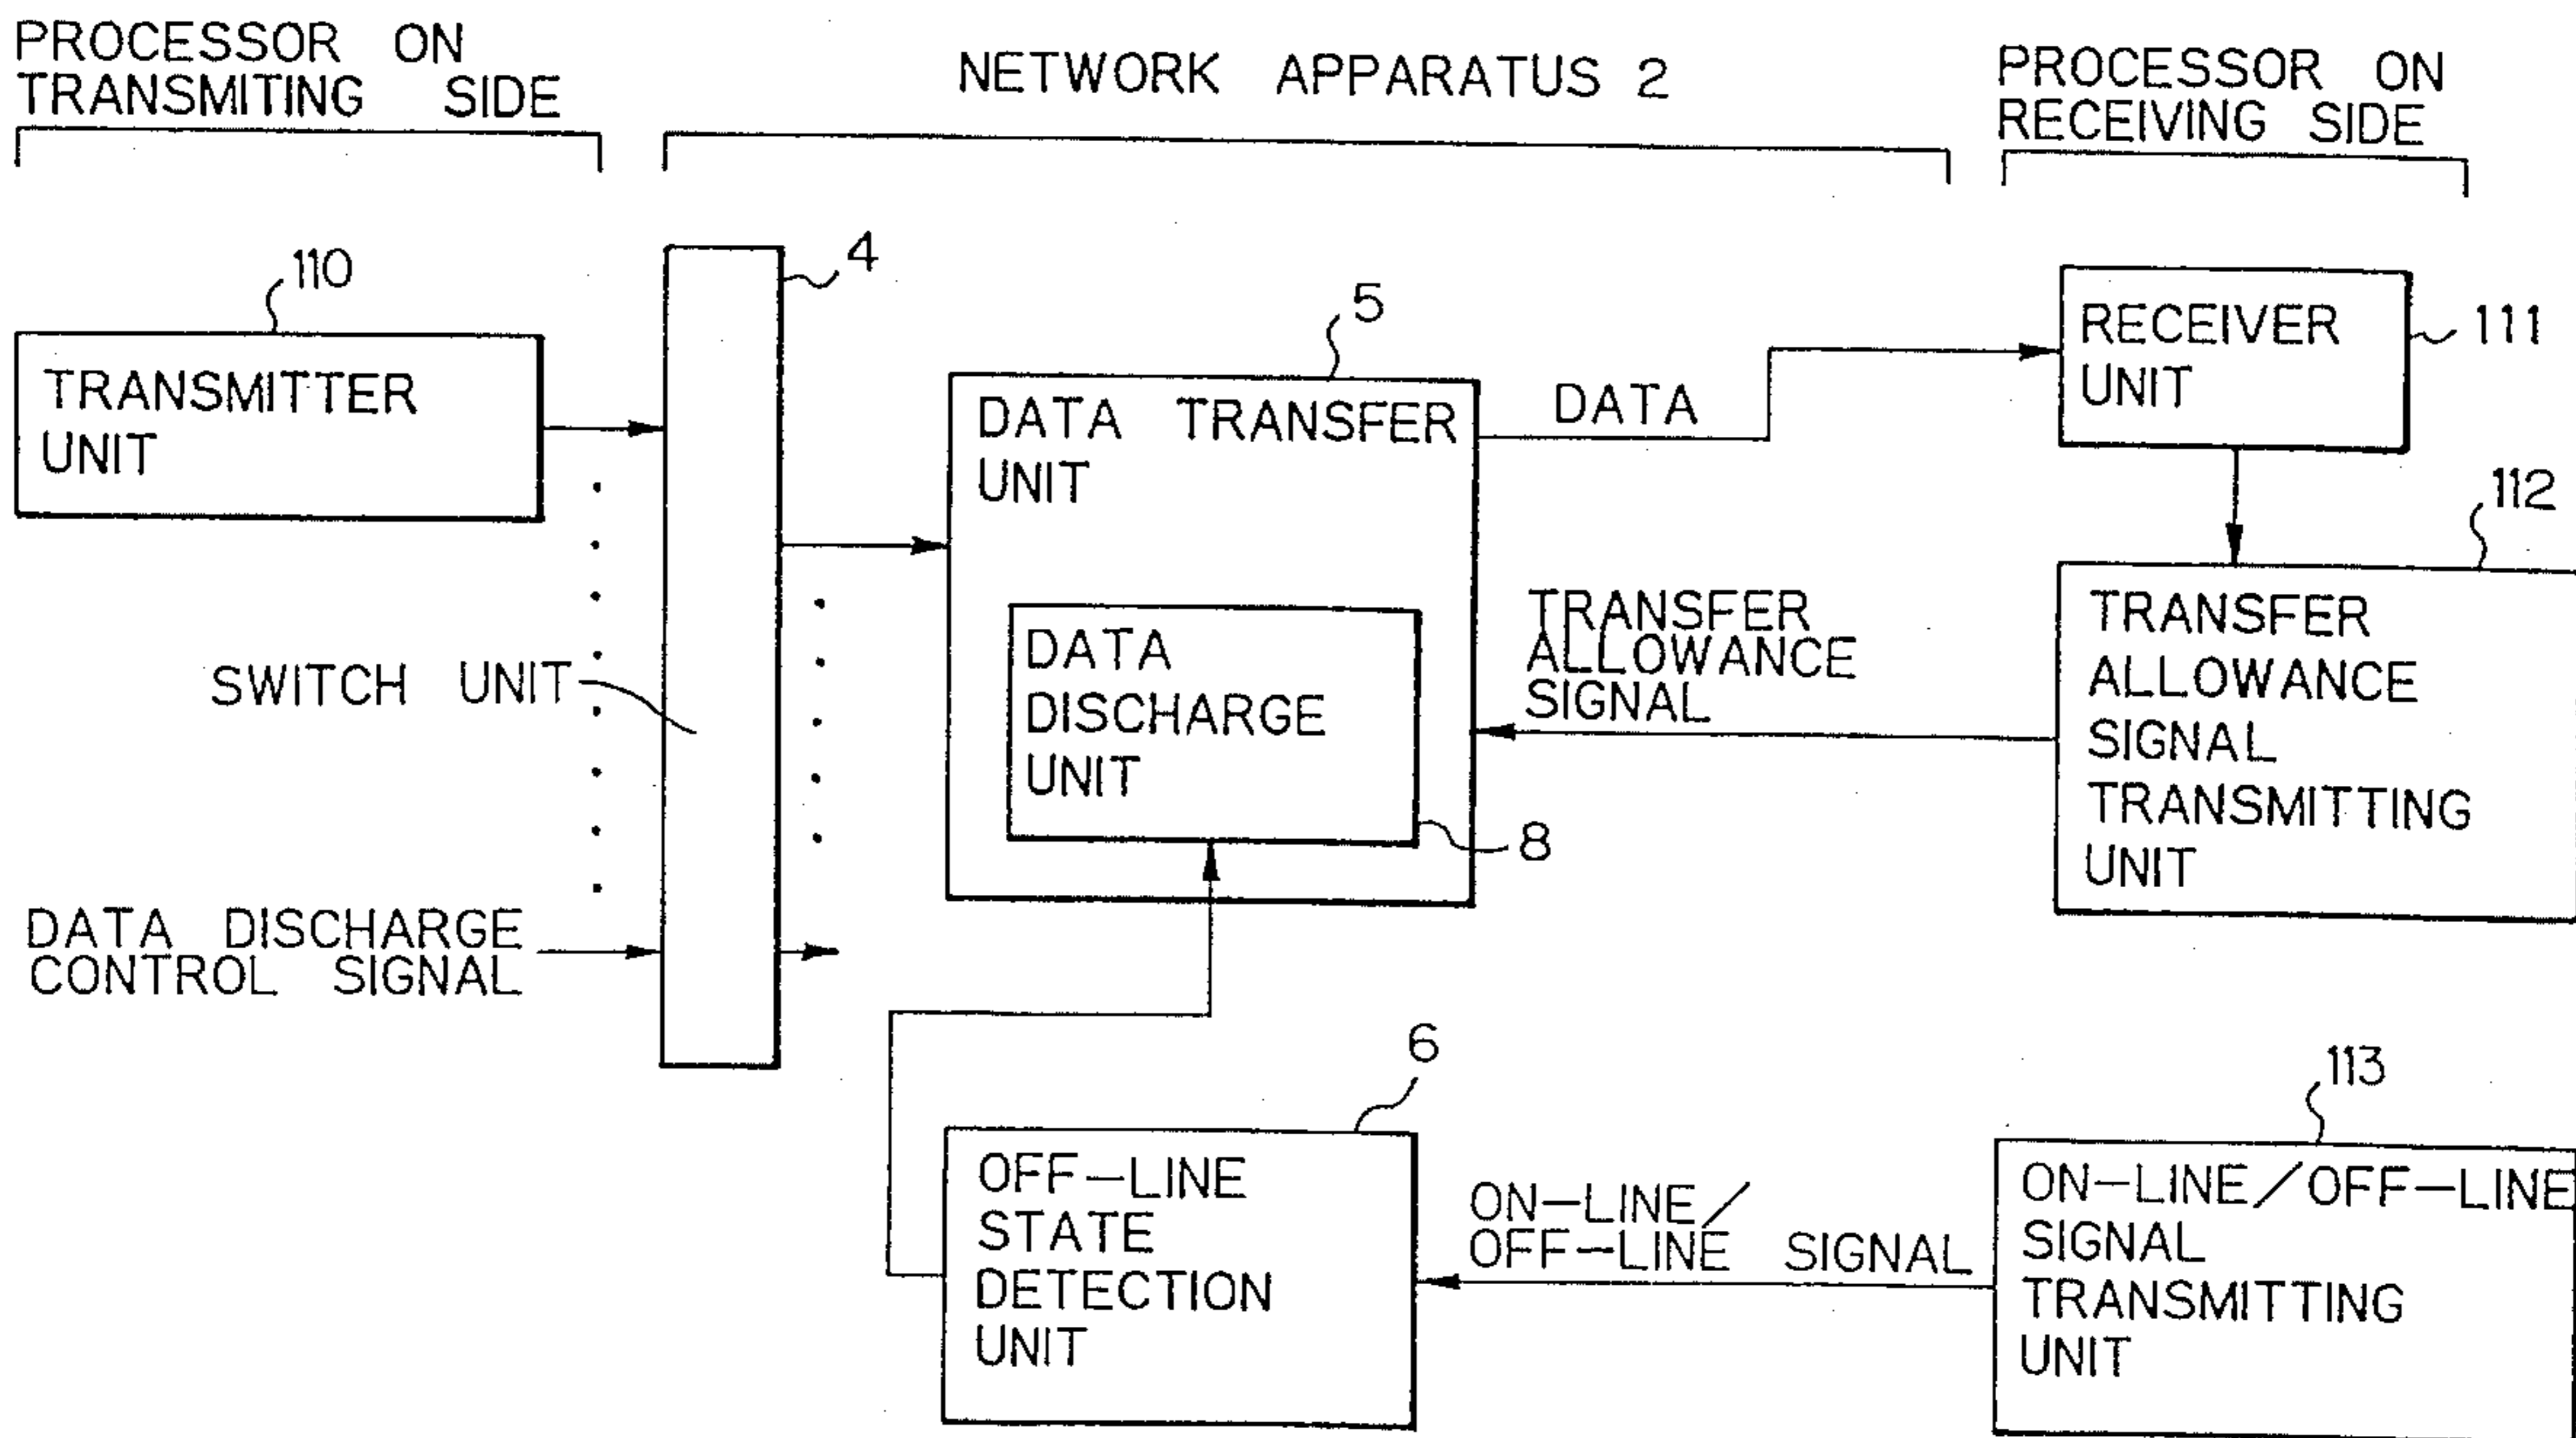 PROCESSOR ON
TRANSMITING SIDE
NETWORK APPARATUS 2
PROCESSOR ON
RECEIVING SIDE
110
TRANSMITTER
UNIT
4
5
DATA TRANSFER
UNIT
DATA
RECEIVER
UNIT
111
112
TRANSFER
ALLOWANCE
SIGNAL
TRANSMITTING
UNIT
TRANSFER
ALLOWANCE
SIGNAL
DATA
DISCHARGE
UNIT
8
SWITCH UNIT
DATA DISCHARGE
CONTROL SIGNAL
6
OFF-LINE
STATE
DETECTION
UNIT
ON-LINE/
OFF-LINE SIGNAL
113
ON-LINE/OFF-LINE
SIGNAL
TRANSMITTING
UNIT